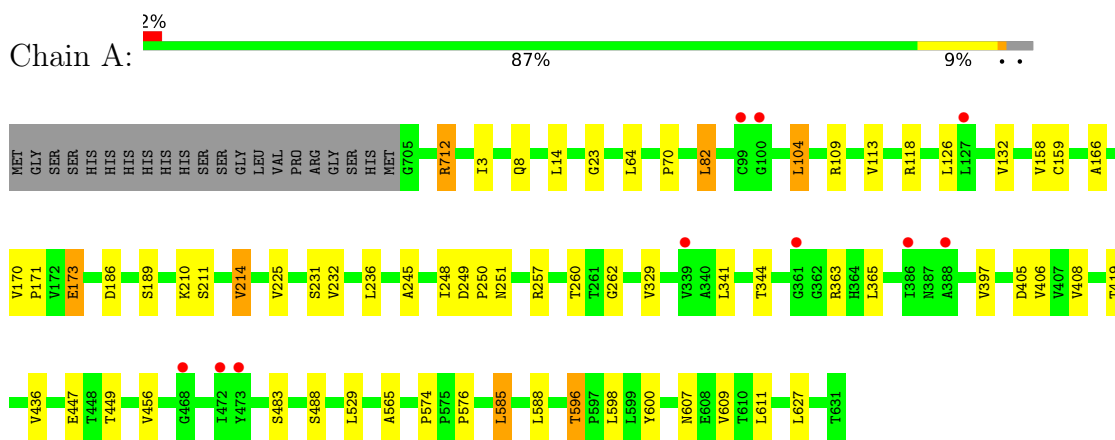 2%
Chain A:
87% 9% • •
MET GLY SER SER HIS HIS HIS HIS HIS HIS SER SER GLY LEU VAL PRO ARG GLY SER HIS MET G705 R712 I3 Q8 L14 G23 L64 P70 L82 C99 G100 L104 R109 V113 R118 L126 L127 V132 V158 C159 A166
V170 P171 V172 E173 D186 S189 K210 S211 V214 V225 S231 V232 L236 A245 I248 D249 P250 N251 R257 T260 T261 G262 V329 V339 A340 L341 T344 G361 G362 R363 H364 L365 I386 N387 A388 V397 D405 V406 V407 V408 T419
V436 E447 T448 T449 V456 G468 I472 Y473 S483 S488 L529 A565 P574 P575 P576 L585 L588 T596 P597 L598 L599 Y600 N607 E608 V609 T610 L611 L627 T631